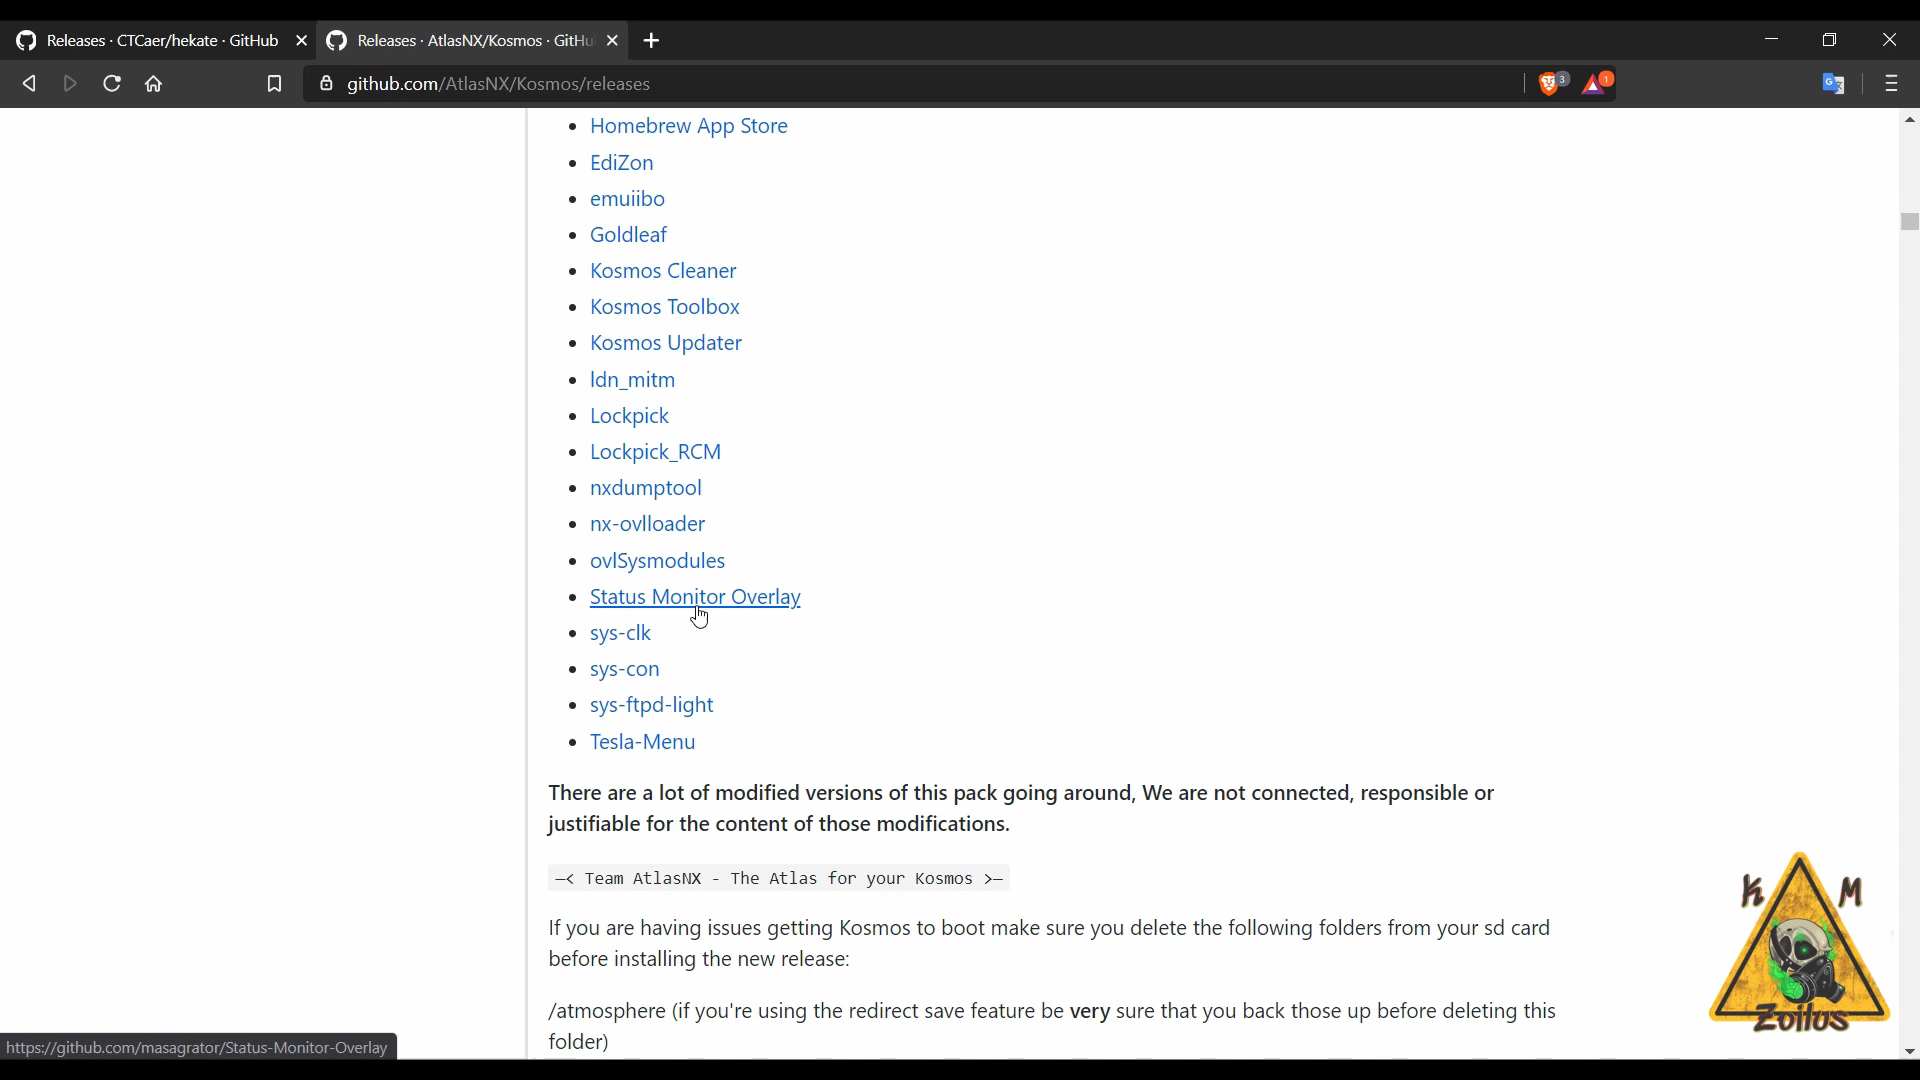 Releases · CTCaer/hekate · GitHub
Releases · AtlasNX/Kosmos · GitHu
github.com/AtlasNX/Kosmos/releases
3
1
Homebrew App Store
EdiZon
emuiibo
Goldleaf
Kosmos Cleaner
Kosmos Toolbox
Kosmos Updater
ldn_mitm
Lockpick
Lockpick_RCM
nxdumptool
nx-ovlloader
ovlSysmodules
Status Monitor Overlay
sys-clk
sys-con
sys-ftpd-light
Tesla-Menu
There are a lot of modified versions of this pack going around, We are not connected, responsible or
justifiable for the content of those modifications.
—< Team AtlasNX - The Atlas for your Kosmos >—
If you are having issues getting Kosmos to boot make sure you delete the following folders from your sd card
before installing the new release:
/atmosphere (if you're using the redirect save feature be very sure that you back those up before deleting this
folder)
K M
Zoilus
https://github.com/masagrator/Status-Monitor-Overlay